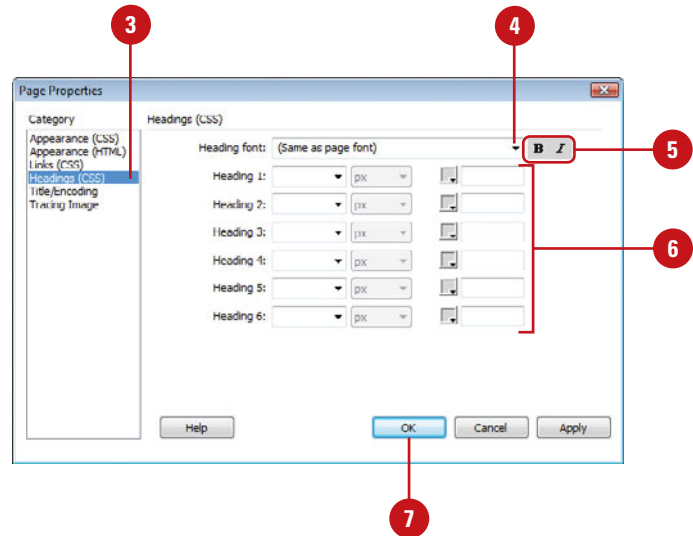 3
4
Page Properties
Category
Headings (CSS)
Appearance (CSS)
Appearance (HTML)
Links (CSS)
Headings (CSS)
Title/Encoding
Tracing Image
Heading font: (Same as page font) B I
5
Heading 1: px
Heading 2: px
Heading 3: px
6
Heading 4: px
Heading 5: px
Heading 6: px
Help OK Cancel Apply
7